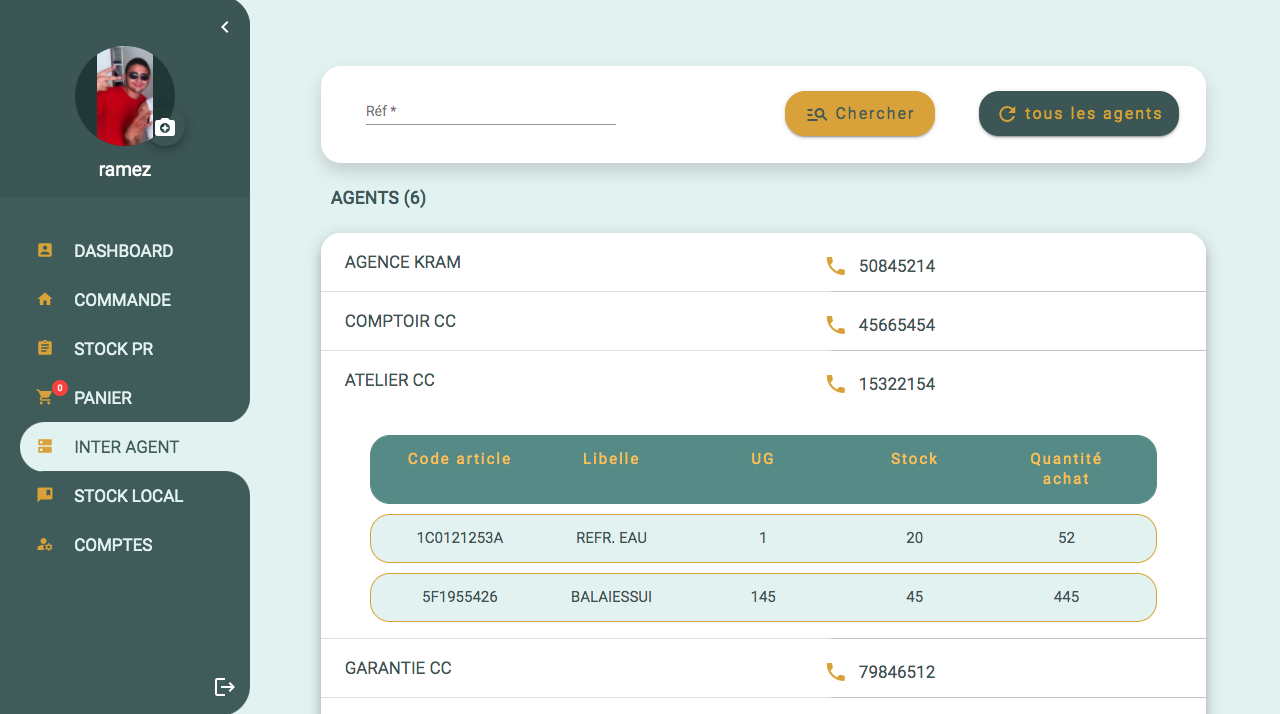 ramez
DASHBOARD
COMMANDE
STOCK PR
0
PANIER
INTER AGENT
STOCK LOCAL
COMPTES
Réf *
Chercher
tous les agents
AGENTS (6)
AGENCE KRAM 50845214
COMPTOIR CC 45665454
ATELIER CC 15322154
Code article Libelle UG Stock Quantité
achat
1C0121253A REFR. EAU 1 20 52
5F1955426 BALAIESSUI 145 45 445
GARANTIE CC 79846512